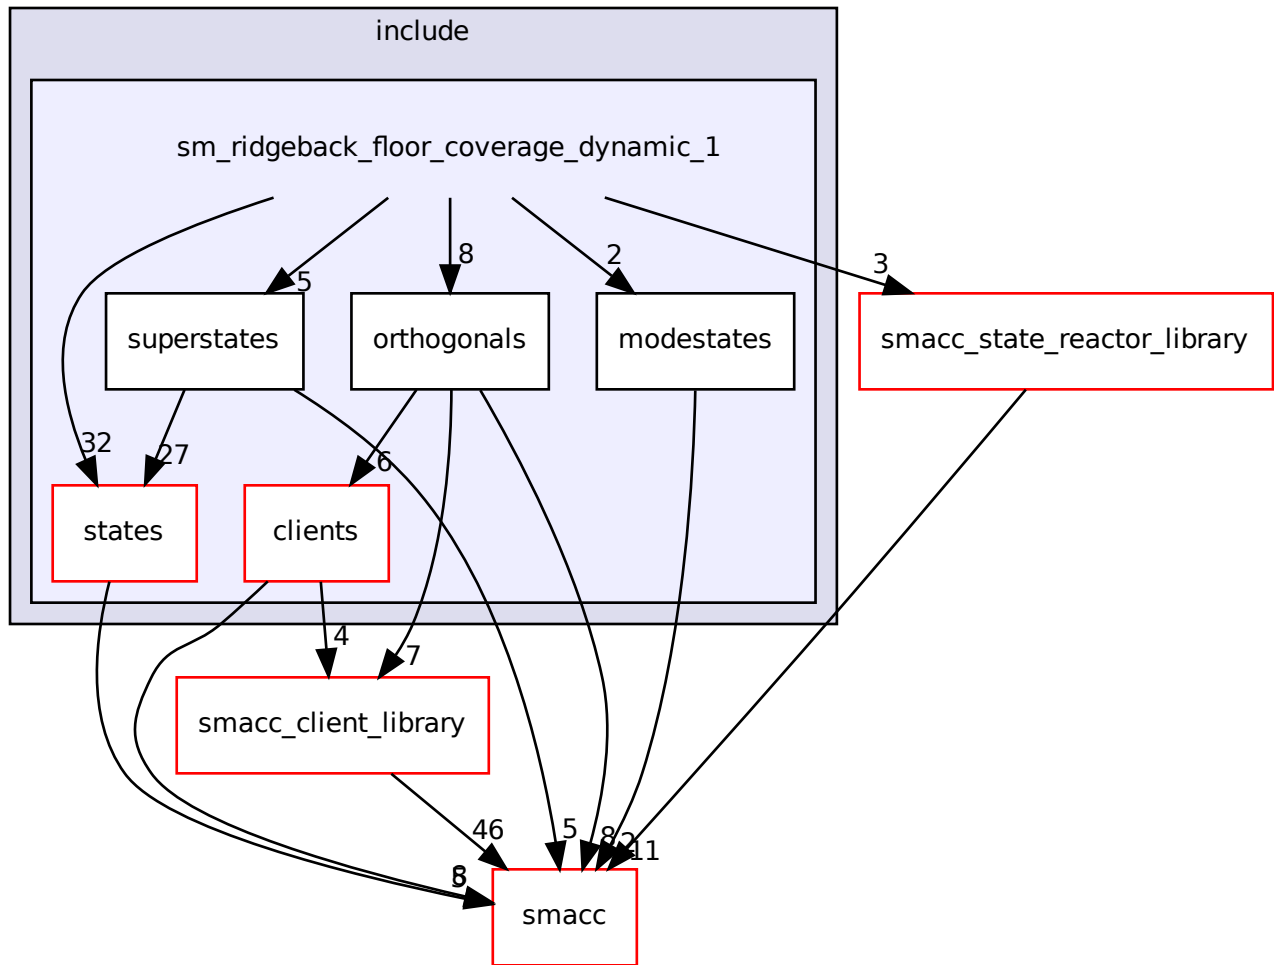 include
sm_ridgeback_floor_coverage_dynamic_1
5
8
2
3
superstates
orthogonals
modestates
smacc_state_reactor_library
32
27
6
states
clients
4
7
smacc_client_library
46
5
8
2
11
smacc